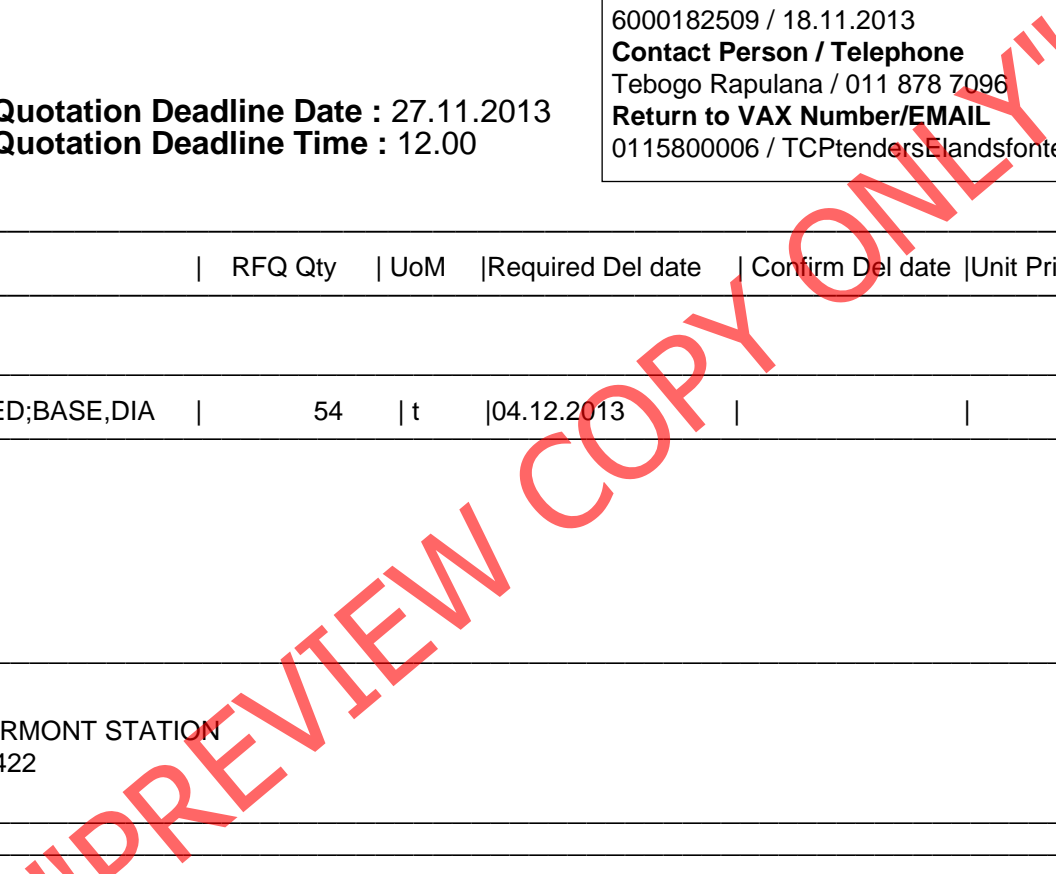 6000182509 / 18.11.2013
Contact Person / Telephone
Tebogo Rapulana / 011 878 7096
Quotation Deadline Date : 27.11.2013
Return to VAX Number/EMAIL
Quotation Deadline Time : 12.00
0115800006 / TCPtendersElandsfonte
| RFQ Qty | UoM |Required Del date | Confirm Del date |Unit Pri
ED;BASE,DIA | 54 | t |04.12.2013 | |
RMONT STATION
422
"PREVIEW COPY ONLY"